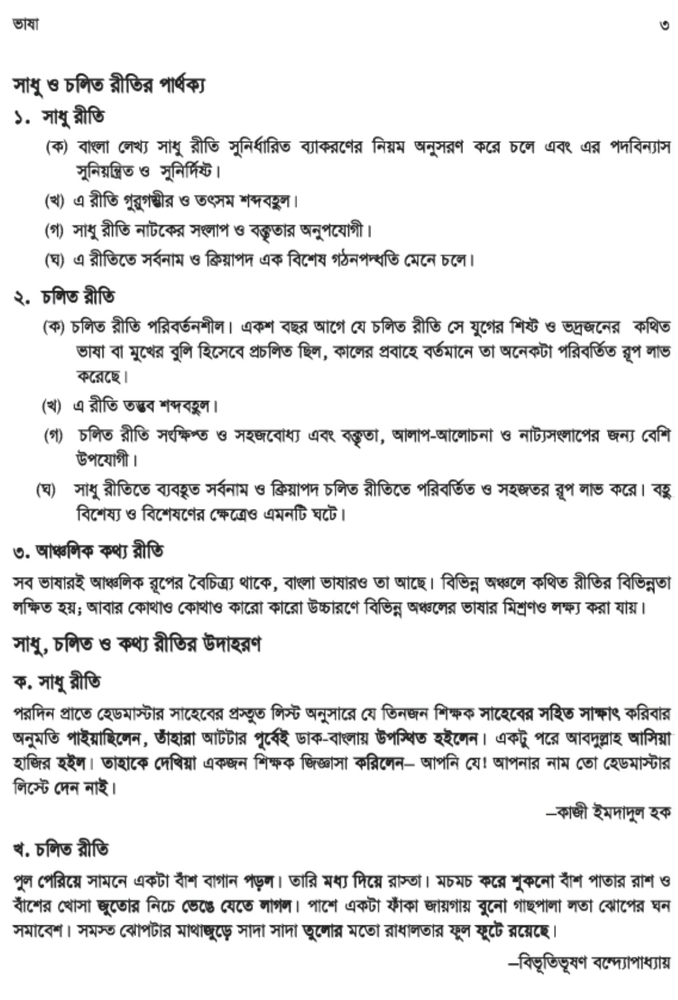 ভাষা ৩
সাধু ও চলিত রীতির পার্থক্য
১. সাধু রীতি
(ক) বাংলা লেখ্য সাধু রীতি সুনির্ধারিত ব্যাকরণের নিয়ম অনুসরণ করে চলে এবং এর পদবিন্যাস
সুনিয়ন্ত্রিত ও সুনির্দিষ্ট।
(খ) এ রীতি গুরুগম্ভীর ও তৎসম শব্দবহুল।
(গ) সাধু রীতি নাটকের সংলাপ ও বক্তৃতার অনুপযোগী।
(ঘ) এ রীতিতে সর্বনাম ও ক্রিয়াপদ এক বিশেষ গঠনপদ্ধতি মেনে চলে।
২. চলিত রীতি
(ক) চলিত রীতি পরিবর্তনশীল। একশ বছর আগে যে চলিত রীতি সে যুগের শিষ্ট ও ভদ্রজনের কথিত
ভাষা বা মুখের বুলি হিসেবে প্রচলিত ছিল, কালের প্রবাহে বর্তমানে তা অনেকটা পরিবর্তিত রূপ লাভ
করেছে।
(খ) এ রীতি তদ্ভব শব্দবহুল।
(গ) চলিত রীতি সংক্ষিপ্ত ও সহজবোধ্য এবং বক্তৃতা, আলাপ-আলোচনা ও নাট্যসংলাপের জন্য বেশি
উপযোগী।
(ঘ) সাধু রীতিতে ব্যবহৃত সর্বনাম ও ক্রিয়াপদ চলিত রীতিতে পরিবর্তিত ও সহজতর রূপ লাভ করে। বহু
বিশেষ্য ও বিশেষণের ক্ষেত্রেও এমনটি ঘটে।
৩. আঞ্চলিক কথ্য রীতি
সব ভাষারই আঞ্চলিক রূপের বৈচিত্র্য থাকে, বাংলা ভাষারও তা আছে। বিভিন্ন অঞ্চলে কথিত রীতির বিভিন্নতা
লক্ষিত হয়; আবার কোথাও কোথাও কারো কারো উচ্চারণে বিভিন্ন অঞ্চলের ভাষার মিশ্রণও লক্ষ্য করা যায়।
সাধু, চলিত ও কথ্য রীতির উদাহরণ
ক. সাধু রীতি
পরদিন প্রাতে হেডমাস্টার সাহেবের প্রস্তুত লিস্ট অনুসারে যে তিনজন শিক্ষক সাহেবের সহিত সাক্ষাৎ করিবার
অনুমতি পাইয়াছিলেন, তাঁহারা আটটার পূর্বেই ডাক-বাংলায় উপস্থিত হইলেন। একটু পরে আবদুল্লাহ আসিয়া
হাজির হইল। তাহাকে দেখিয়া একজন শিক্ষক জিজ্ঞাসা করিলেন– আপনি যে! আপনার নাম তো হেডমাস্টার
লিস্টে দেন নাই।
–কাজী ইমদাদুল হক
খ. চলিত রীতি
পুল পেরিয়ে সামনে একটা বাঁশ বাগান পড়ল। তারি মধ্য দিয়ে রাস্তা। মচমচ করে শুকনো বাঁশ পাতার রাশ ও
বাঁশের খোসা জুতোর নিচে ভেঙে যেতে লাগল। পাশে একটা ফাঁকা জায়গায় বুনো গাছপালা লতা ঝোপের ঘন
সমাবেশ। সমস্ত ঝোপটার মাথাজুড়ে সাদা সাদা তুলোর মতো রাধালতার ফুল ফুটে রয়েছে।
–বিভূতিভূষণ বন্দ্যোপাধ্যায়